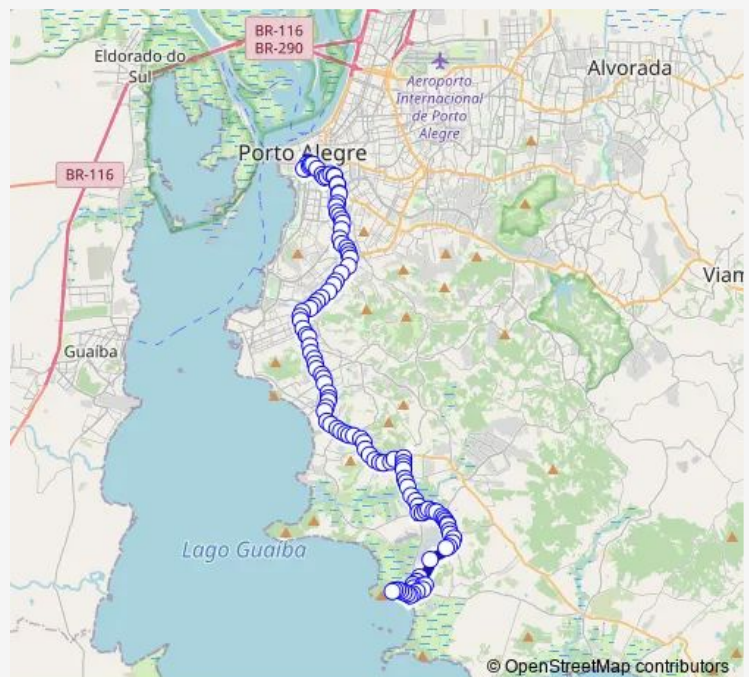 BR-116
BR-290
Eldorado do
Sul
Alvorada
Aeroporto
Internacional
de Porto
Alegre
Porto Alegre
BR-116
Viam
Guaíba
Lago Guaíba
© OpenStreetMap contributors